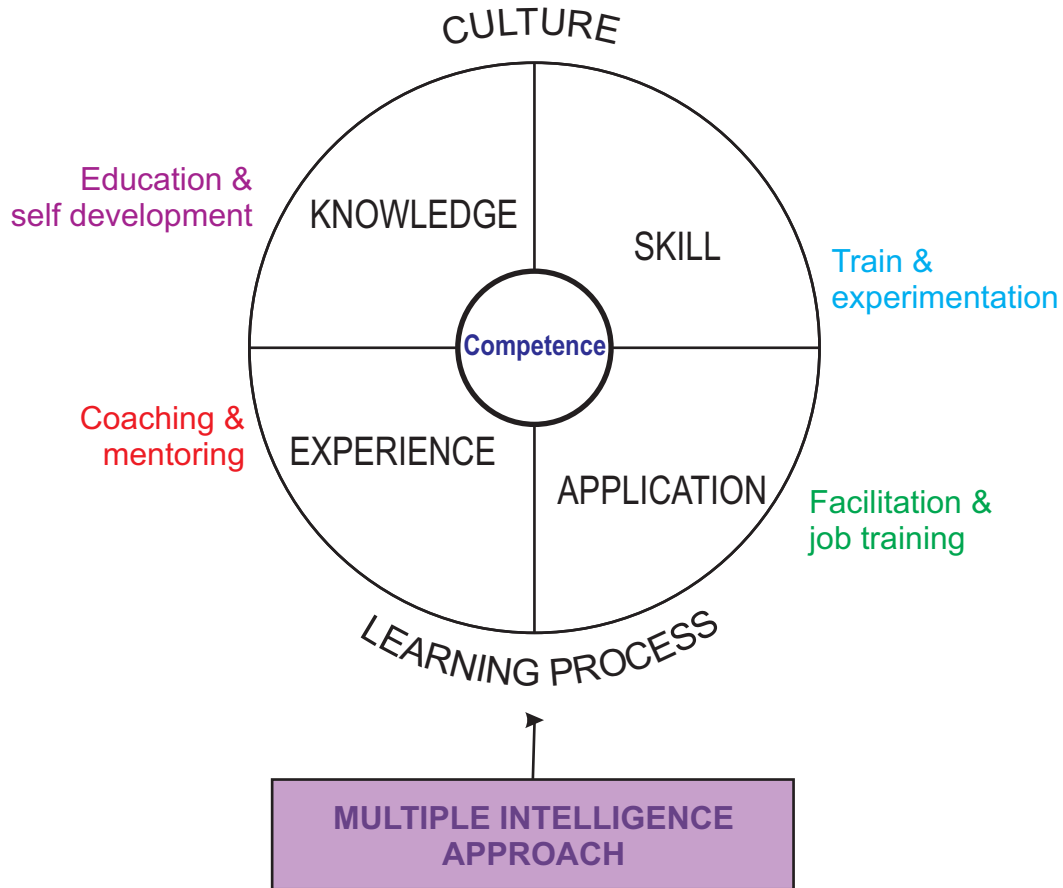 CULTURE
Education &
self development
KNOWLEDGE
SKILL
Train &
experimentation
Competence
Coaching &
mentoring
EXPERIENCE
APPLICATION
Facilitation &
job training
LEARNING PROCESS
MULTIPLE INTELLIGENCE
APPROACH